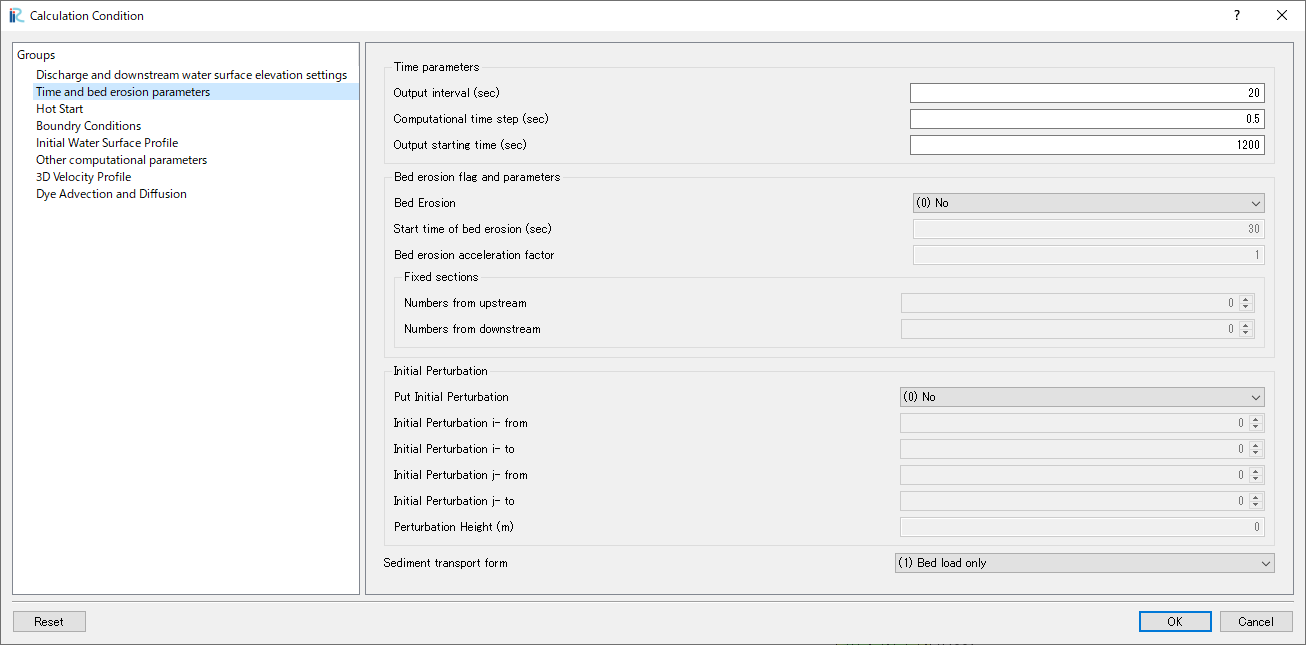 Calculation Condition ?
Groups
Discharge and downstream water surface elevation settings
Time and bed erosion parameters
Hot Start
Boundry Conditions
Initial Water Surface Profile
Other computational parameters
3D Velocity Profile
Dye Advection and Diffusion
Time parameters
Output interval (sec) 20
Computational time step (sec) 0.5
Output starting time (sec) 1200
Bed erosion flag and parameters
Bed Erosion (0) No
Start time of bed erosion (sec) 30
Bed erosion acceleration factor 1
Fixed sections
Numbers from upstream 0
Numbers from downstream 0
Initial Perturbation
Put Initial Perturbation (0) No
Initial Perturbation i- from 0
Initial Perturbation i- to 0
Initial Perturbation j- from 0
Initial Perturbation j- to 0
Perturbation Height (m) 0
Sediment transport form (1) Bed load only
Reset OK Cancel